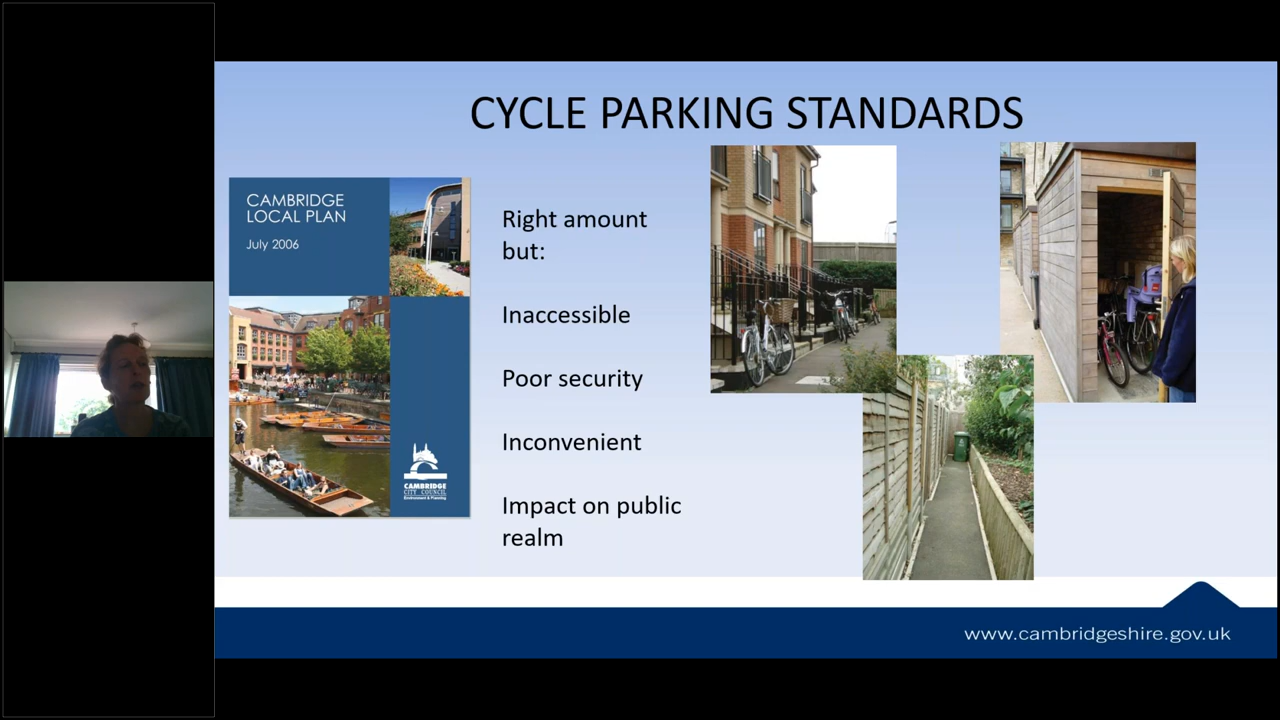 CYCLE PARKING STANDARDS
CAMBRIDGE
LOCAL PLAN
July 2006
CAMBRIDGE
CITY COUNCIL
Environment & Planning
Right amount
but:
Inaccessible
Poor security
Inconvenient
Impact on public
realm
www.cambridgeshire.gov.uk